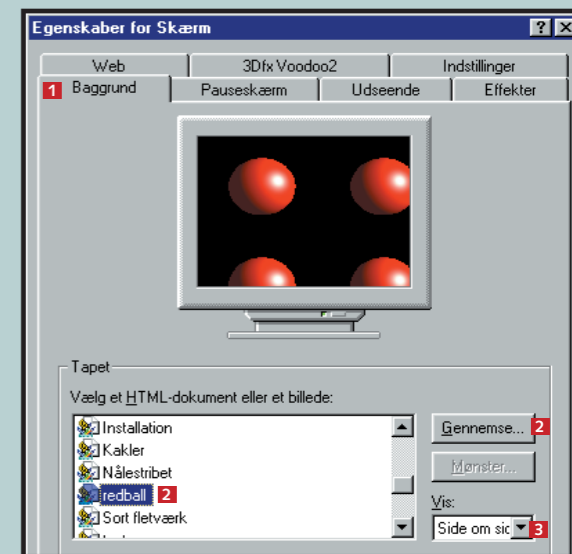 Egenskaber for Skærm
Web 3Dfx Voodoo2 Indstillinger
1 Baggrund Pauseskærm Udseende Effekter
Tapet
Vælg et HTML-dokument eller et billede:
Installation
Kakler
Nålestribet
redball 2
Sort fletværk
Gennemse... 2
Mønster...
Vis:
Side om sid 3